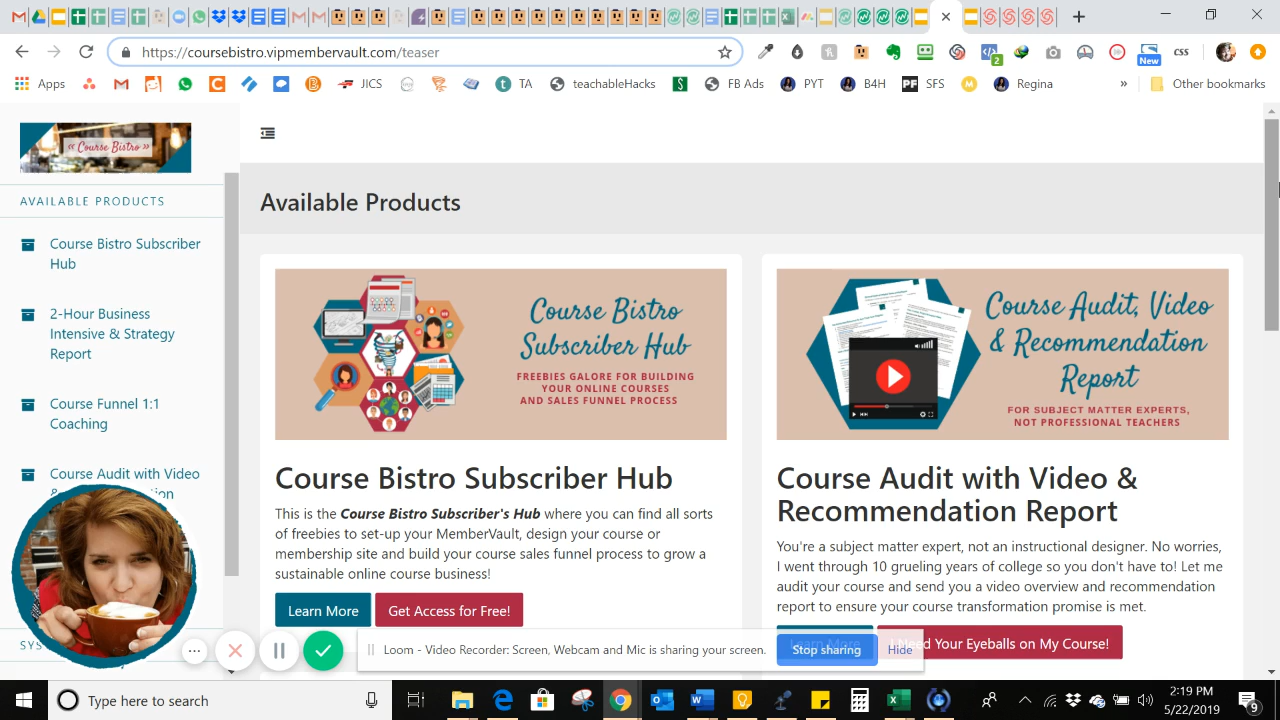 https://coursebistro.vipmembervault.com/teaser
2
New
CSS
Apps
JICS
TA
teachableHacks
FB Ads
PYT
B4H
PF
SFS
M
Regina
»
Other bookmarks
« Course Bistro »
AVAILABLE PRODUCTS
Course Bistro Subscriber
Hub
2-Hour Business
Intensive & Strategy
Report
Course Funnel 1:1
Coaching
Course Audit with Video
SYS
Available Products
Course Bistro
Subscriber Hub
FREEBIES GALORE FOR BUILDING
YOUR ONLINE COURSES
AND SALES FUNNEL PROCESS
Course Bistro Subscriber Hub
This is the Course Bistro Subscriber's Hub where you can find all sorts
of freebies to set-up your MemberVault, design your course or
membership site and build your course sales funnel process to grow a
sustainable online course business!
Learn More
Get Access for Free!
Course Audit, Video
& Recommendation
Report
FOR SUBJECT MATTER EXPERTS,
NOT PROFESSIONAL TEACHERS
Course Audit with Video &
Recommendation Report
You're a subject matter expert, not an instructional designer. No worries,
I went through 10 grueling years of college so you don't have to! Let me
audit your course and send you a video overview and recommendation
report to ensure your course transformation promise is met.
Learn More
I Need Your Eyeballs on My Course!
Loom - Video Recorder: Screen, Webcam and Mic is sharing your screen.
Stop sharing
Hide
Type here to search
2:19 PM
5/22/2019
9